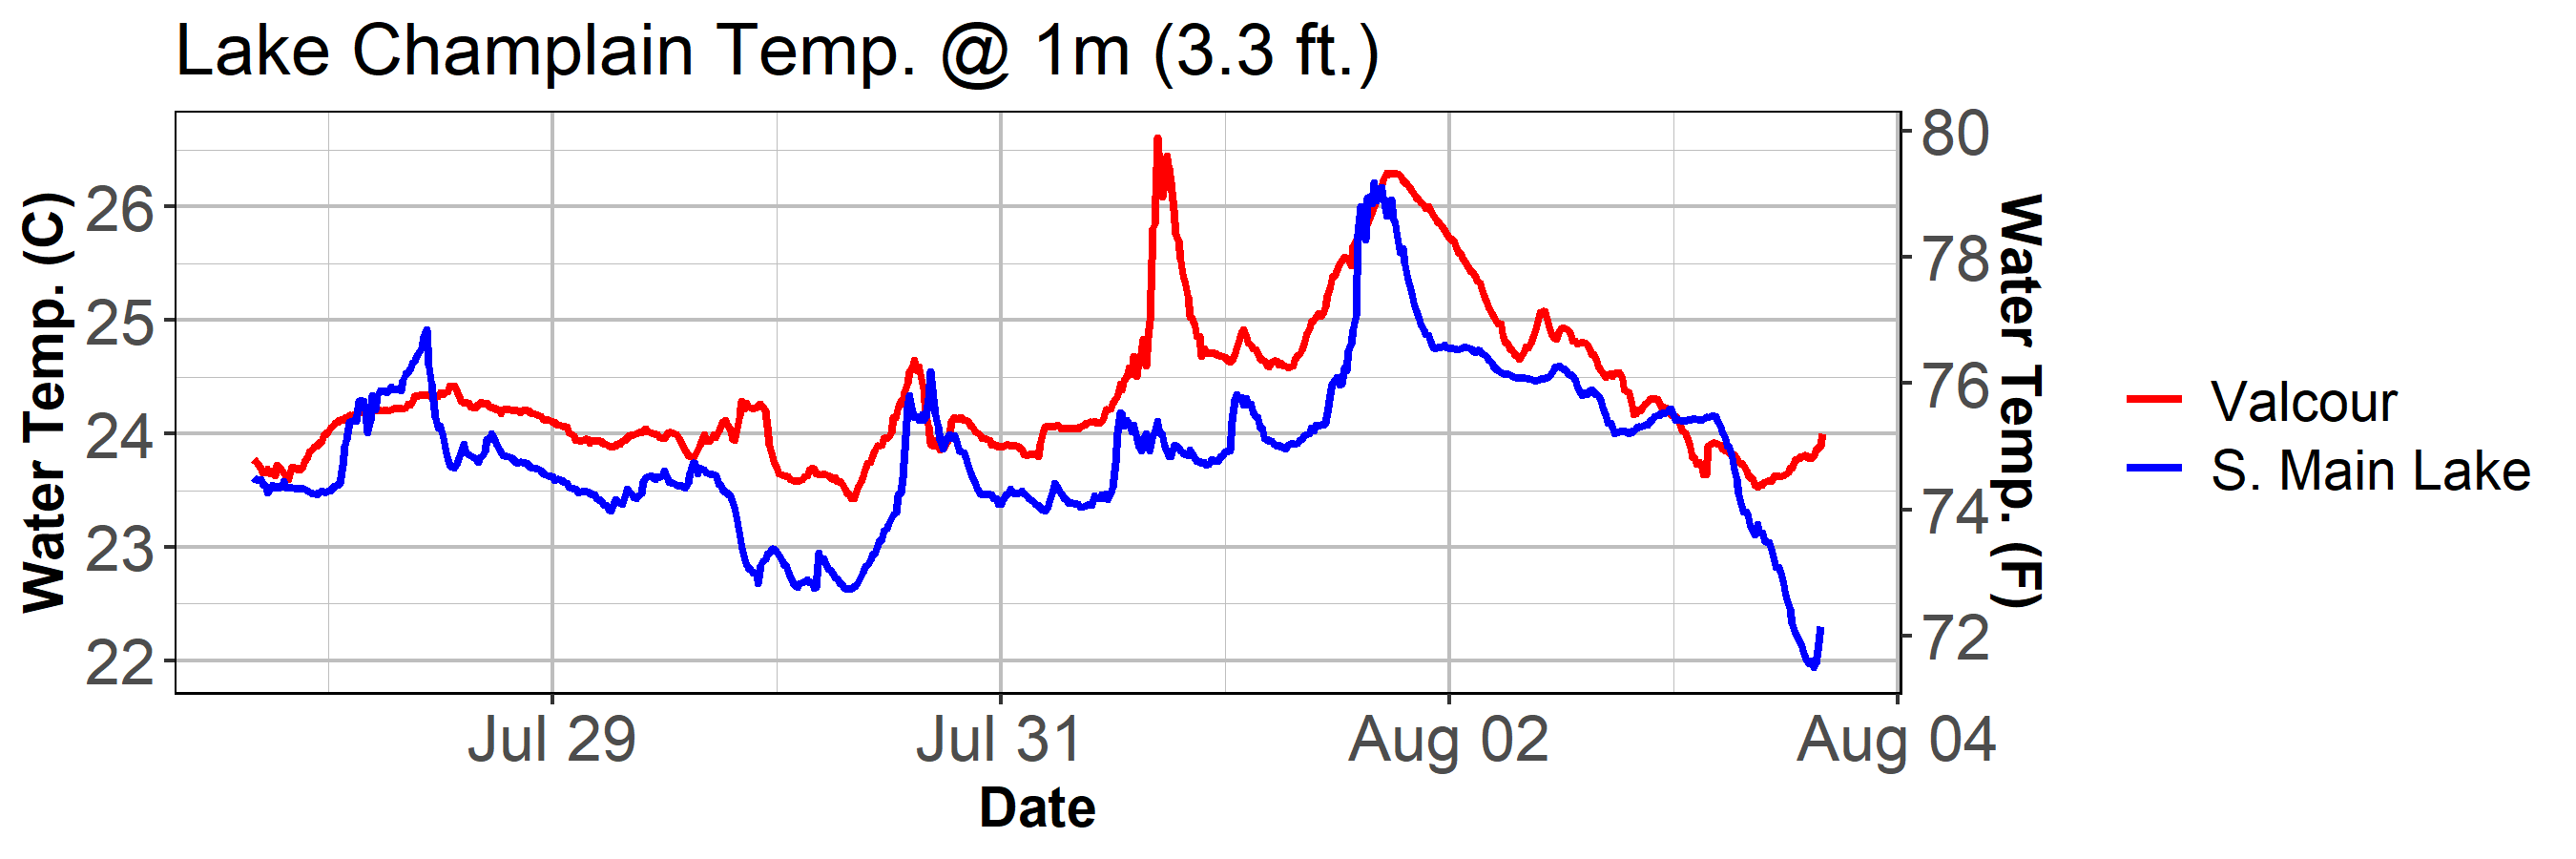 Lake Champlain Temp. @ 1m (3.3 ft.)
Water Temp. (C)
26
25
24
23
22
80
78
76
74
72
Water Temp. (F)
Jul 29
Jul 31
Aug 02
Aug 04
Date
Valcour
S. Main Lake